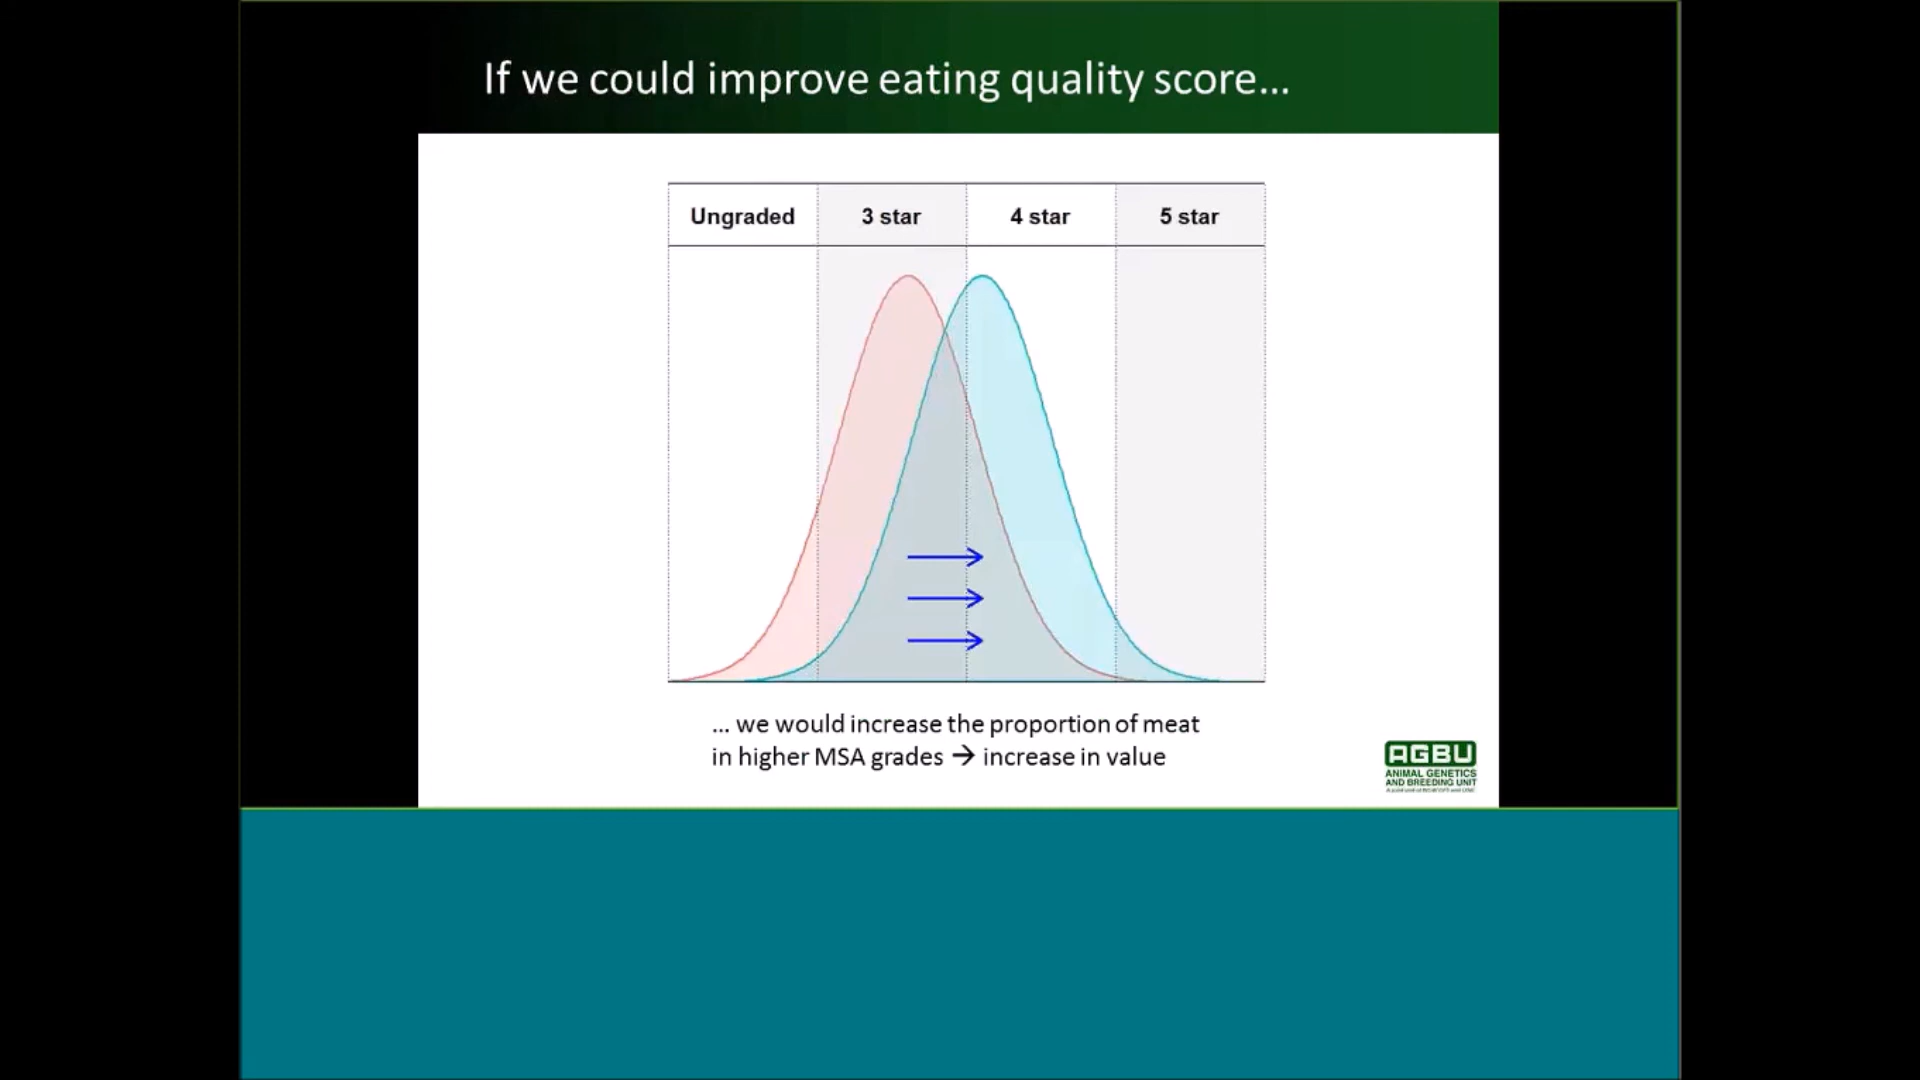 If we could improve eating quality score...
Ungraded 3 star 4 star 5 star
... we would increase the proportion of meat
in higher MSA grades → increase in value
AGBU
ANIMAL GENETICS
AND BREEDING UNIT